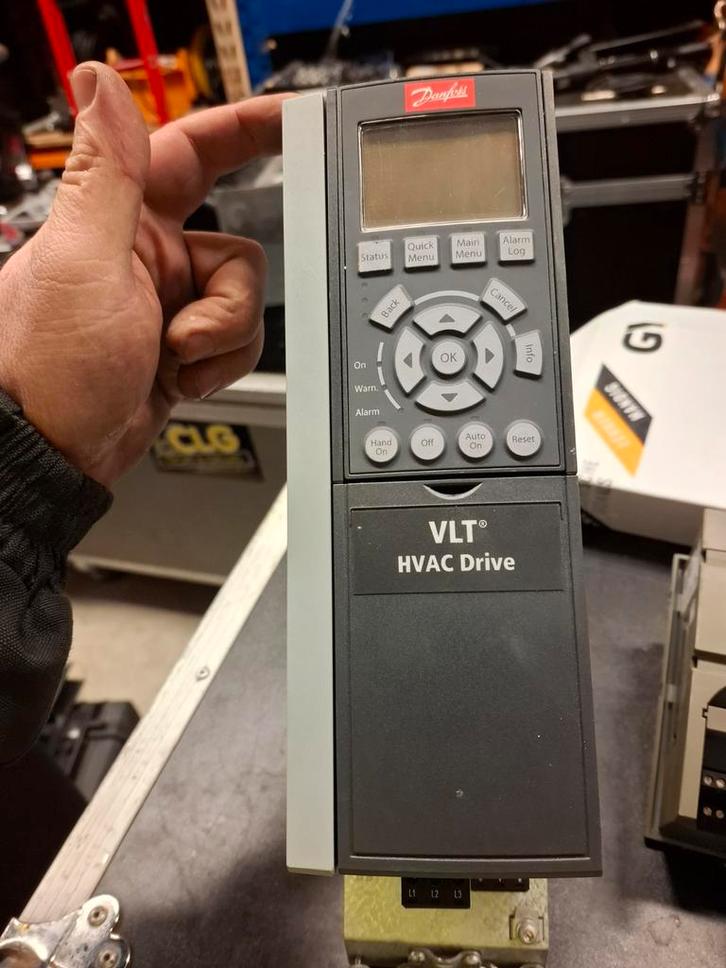 Danfoss
Status
Quick
Menu
Main
Menu
Alarm
Log
Back
Cancel
OK
Info
On
Warn.
Alarm
Hand
On
Off
Auto
On
Reset
VLT®
HVAC Drive
L1 L2 L3
CLG
G